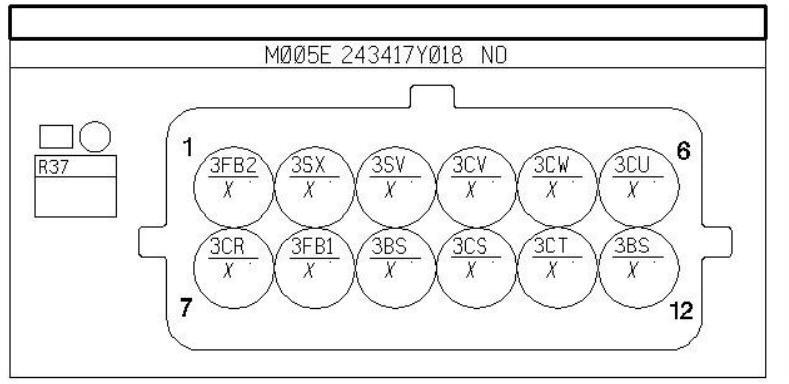 MØØ5E 243417YØ18 ND
R37
1 6
3FB2 3SX 3SV 3CV 3CW 3CU
X X X X X X
3CR 3FB1 3BS 3CS 3CT 3BS
X X X X X X
7 12